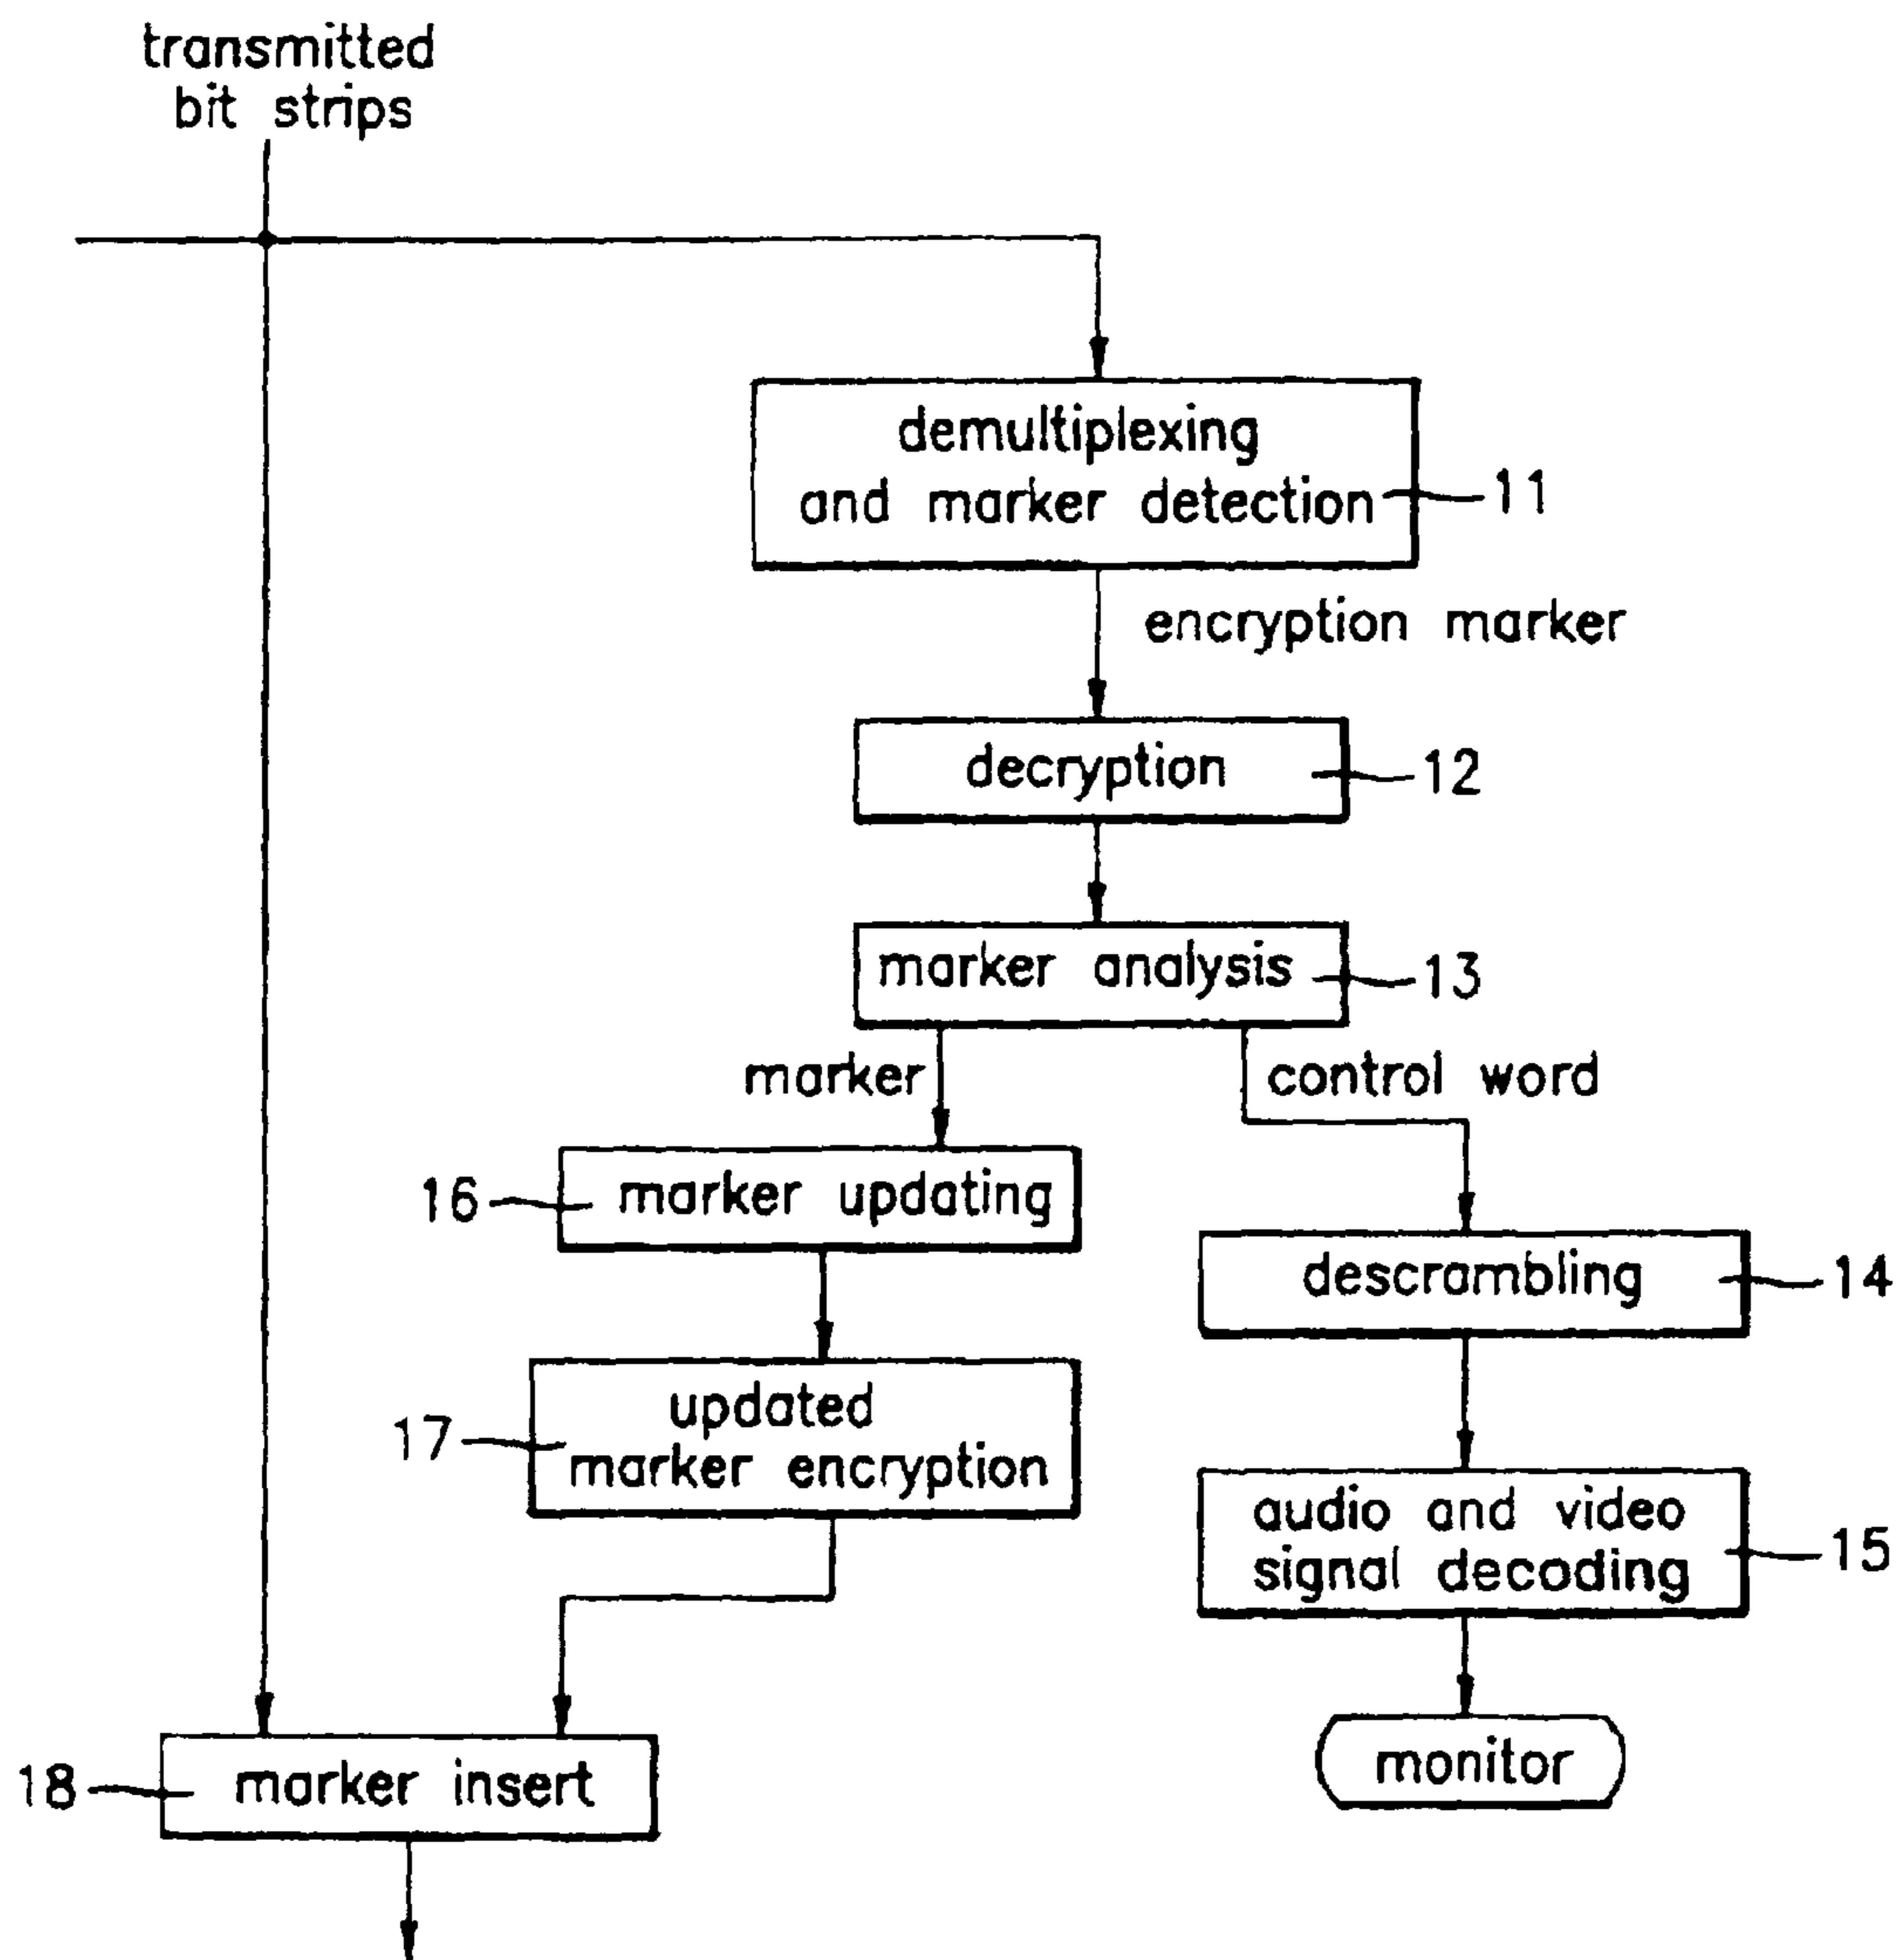 transmitted
bit strips
demultiplexing
and marker detection
11
encryption marker
decryption
12
marker analysis
13
marker
control word
16
marker updating
descrambling
14
updated
17
marker encryption
audio and video
signal decoding
15
18
marker insert
monitor